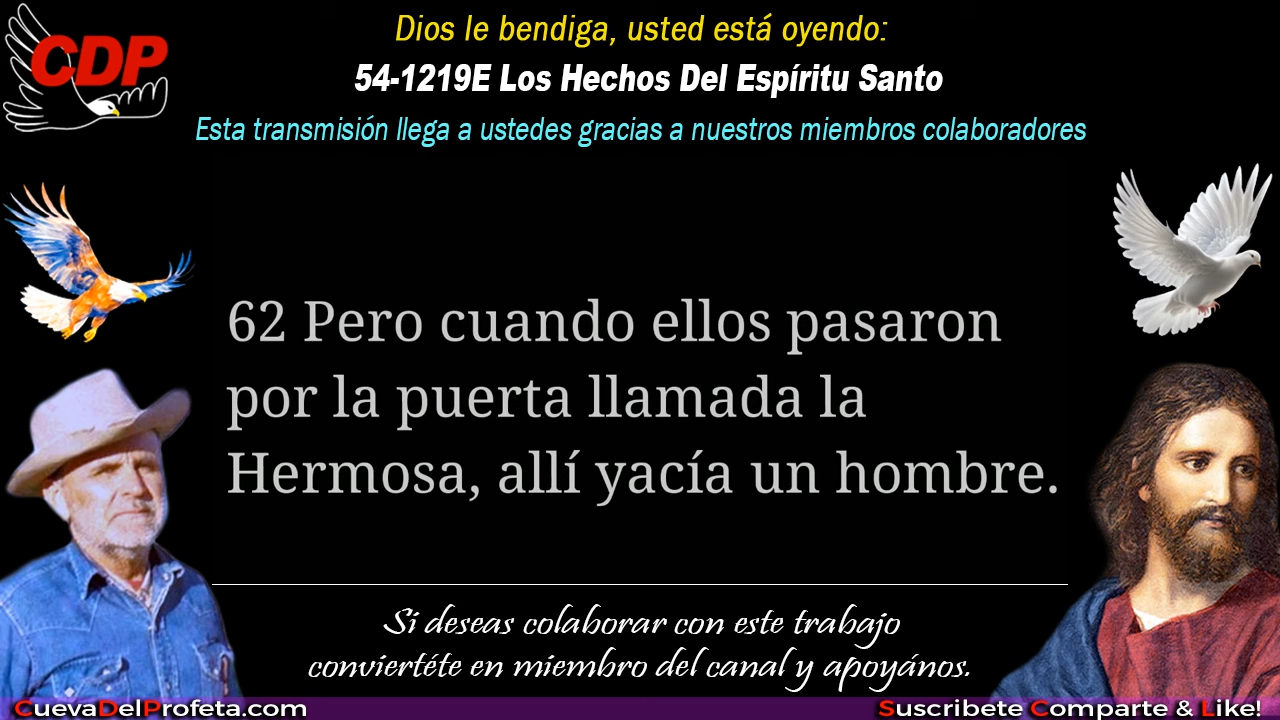 CDP
Dios le bendiga, usted está oyendo:
54-1219E Los Hechos Del Espíritu Santo
Esta transmisión llega a ustedes gracias a nuestros miembros colaboradores
62 Pero cuando ellos pasaron
por la puerta llamada la
Hermosa, allí yacía un hombre.
Si deseas colaborar con este trabajo
conviertéte en miembro del canal y apoyános.
CuevaDelProfeta.com
Suscribete Comparte & Like!